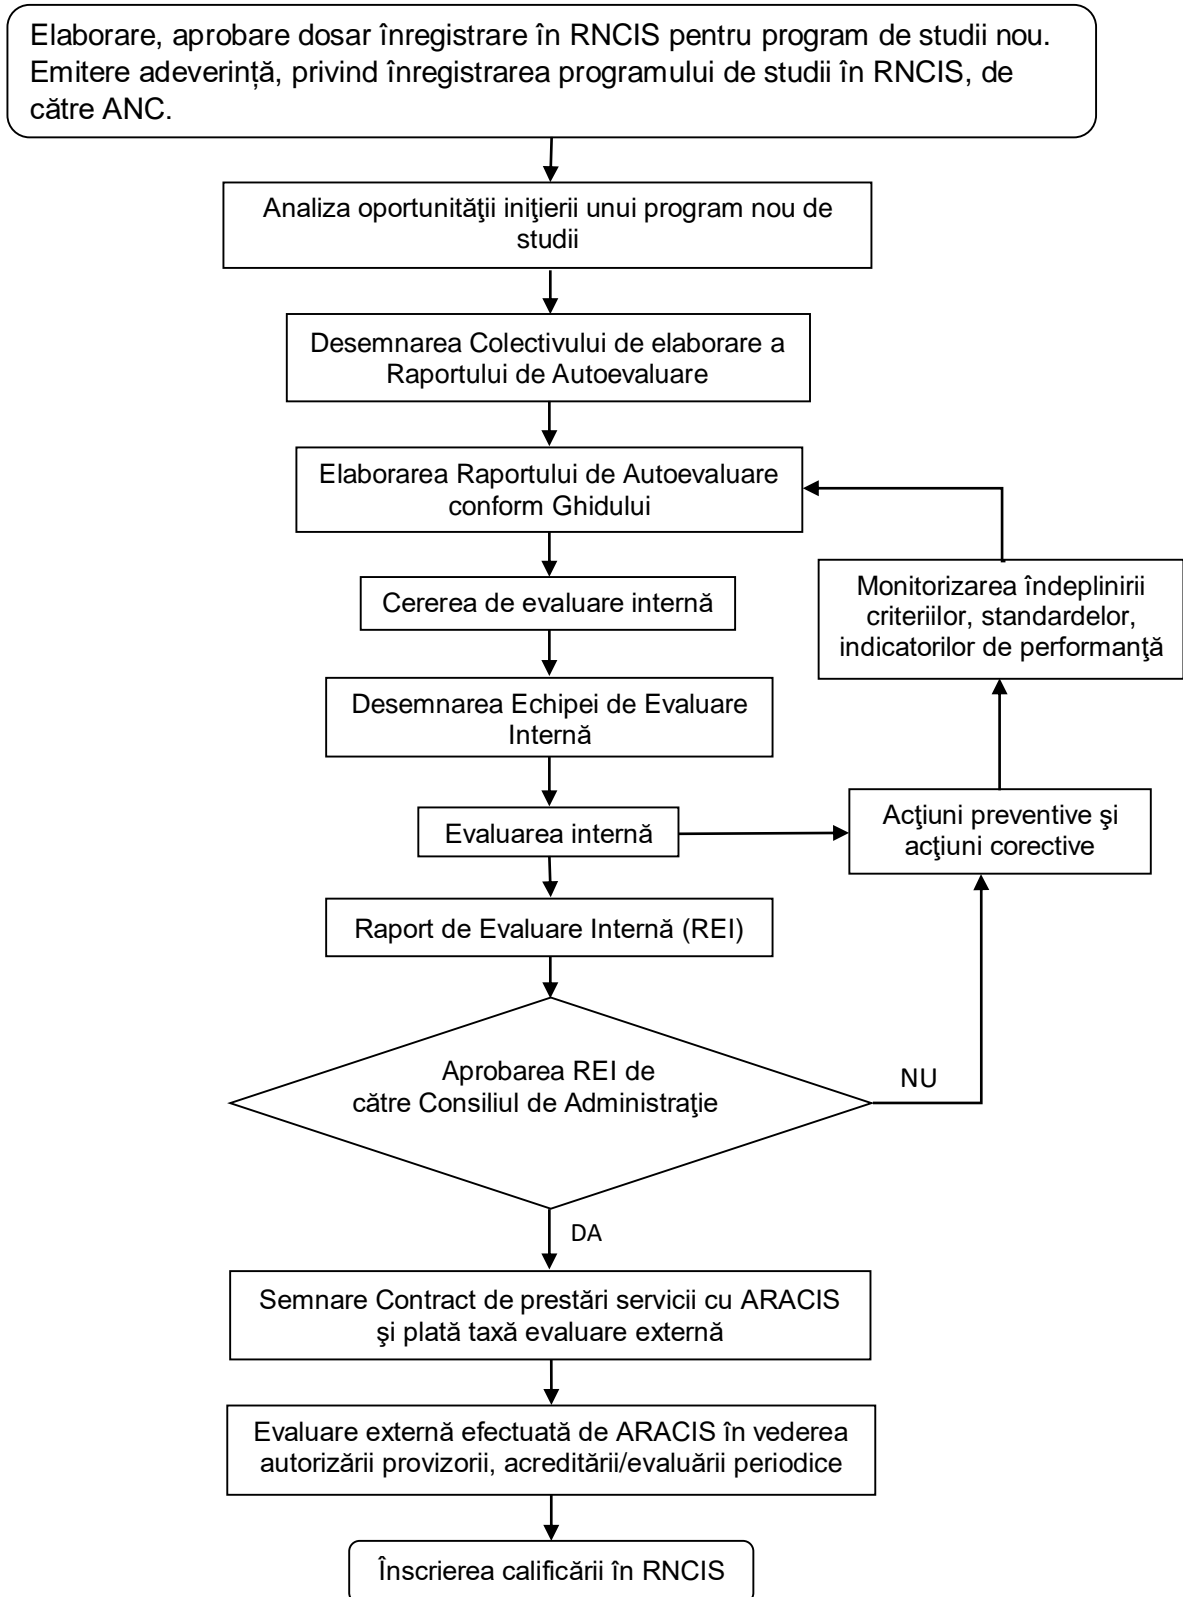 Elaborare, aprobare dosar înregistrare în RNCIS pentru program de studii nou.
Emitere adeverință, privind înregistrarea programului de studii în RNCIS, de
către ANC.
Analiza oportunităţii iniţierii unui program nou de
studii
Desemnarea Colectivului de elaborare a
Raportului de Autoevaluare
Elaborarea Raportului de Autoevaluare
conform Ghidului
Cererea de evaluare internă
Monitorizarea îndeplinirii
criteriilor, standardelor,
indicatorilor de performanţă
Desemnarea Echipei de Evaluare
Internă
Evaluarea internă
Acţiuni preventive şi
acţiuni corective
Raport de Evaluare Internă (REI)
Aprobarea REI de
către Consiliul de Administraţie
NU
DA
Semnare Contract de prestări servicii cu ARACIS
şi plată taxă evaluare externă
Evaluare externă efectuată de ARACIS în vederea
autorizării provizorii, acreditării/evaluării periodice
Înscrierea calificării în RNCIS